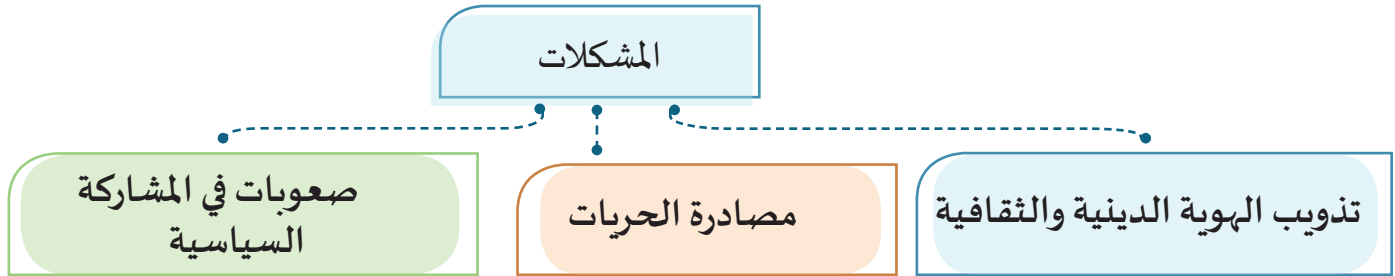 المشكلات
تذويب الهوية الدينية والثقافية
مصادرة الحريات
صعوبات في المشاركة
السياسية